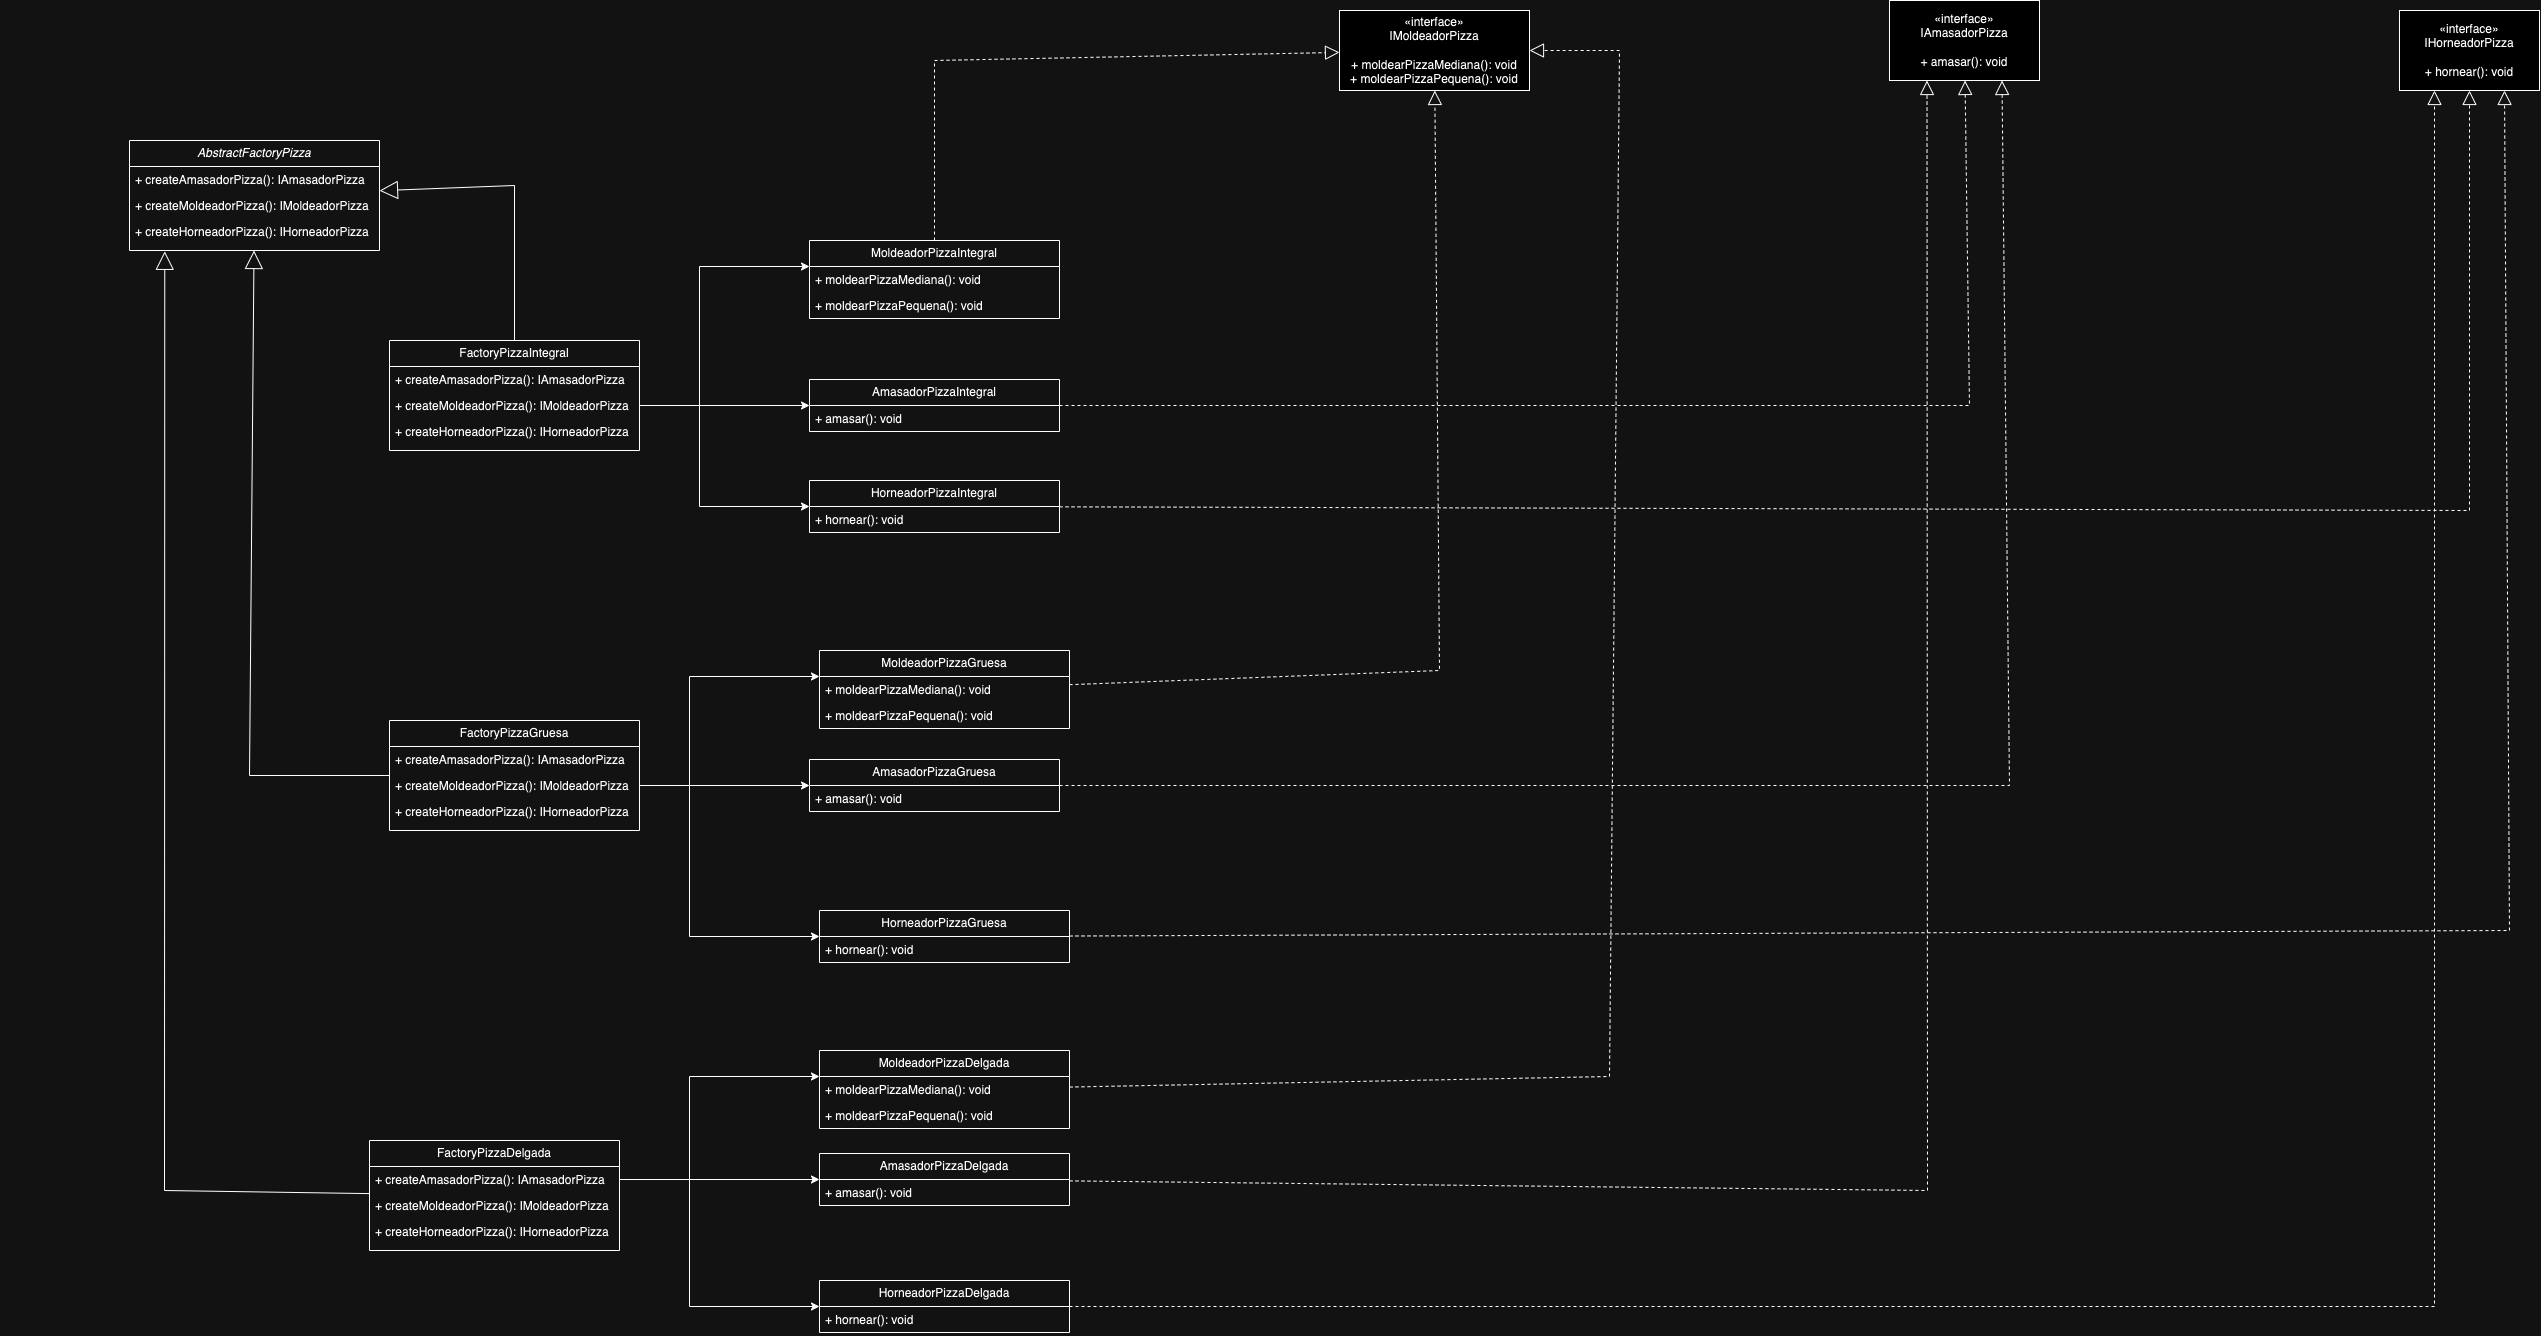 «interface»
IMoldeadorPizza
+ moldearPizzaMediana(): void
+ moldearPizzaPequena(): void
«interface»
IAmasadorPizza
+ amasar(): void
«interface»
IHorneadorPizza
+ hornear(): void
AbstractFactoryPizza
+ createAmasadorPizza(): IAmasadorPizza
+ createMoldeadorPizza(): IMoldeadorPizza
+ createHorneadorPizza(): IHorneadorPizza
MoldeadorPizzaIntegral
+ moldearPizzaMediana(): void
+ moldearPizzaPequena(): void
FactoryPizzaIntegral
+ createAmasadorPizza(): IAmasadorPizza
+ createMoldeadorPizza(): IMoldeadorPizza
+ createHorneadorPizza(): IHorneadorPizza
AmasadorPizzaIntegral
+ amasar(): void
HorneadorPizzaIntegral
+ hornear(): void
MoldeadorPizzaGruesa
+ moldearPizzaMediana(): void
+ moldearPizzaPequena(): void
FactoryPizzaGruesa
+ createAmasadorPizza(): IAmasadorPizza
+ createMoldeadorPizza(): IMoldeadorPizza
+ createHorneadorPizza(): IHorneadorPizza
AmasadorPizzaGruesa
+ amasar(): void
HorneadorPizzaGruesa
+ hornear(): void
MoldeadorPizzaDelgada
+ moldearPizzaMediana(): void
+ moldearPizzaPequena(): void
FactoryPizzaDelgada
+ createAmasadorPizza(): IAmasadorPizza
+ createMoldeadorPizza(): IMoldeadorPizza
+ createHorneadorPizza(): IHorneadorPizza
AmasadorPizzaDelgada
+ amasar(): void
HorneadorPizzaDelgada
+ hornear(): void